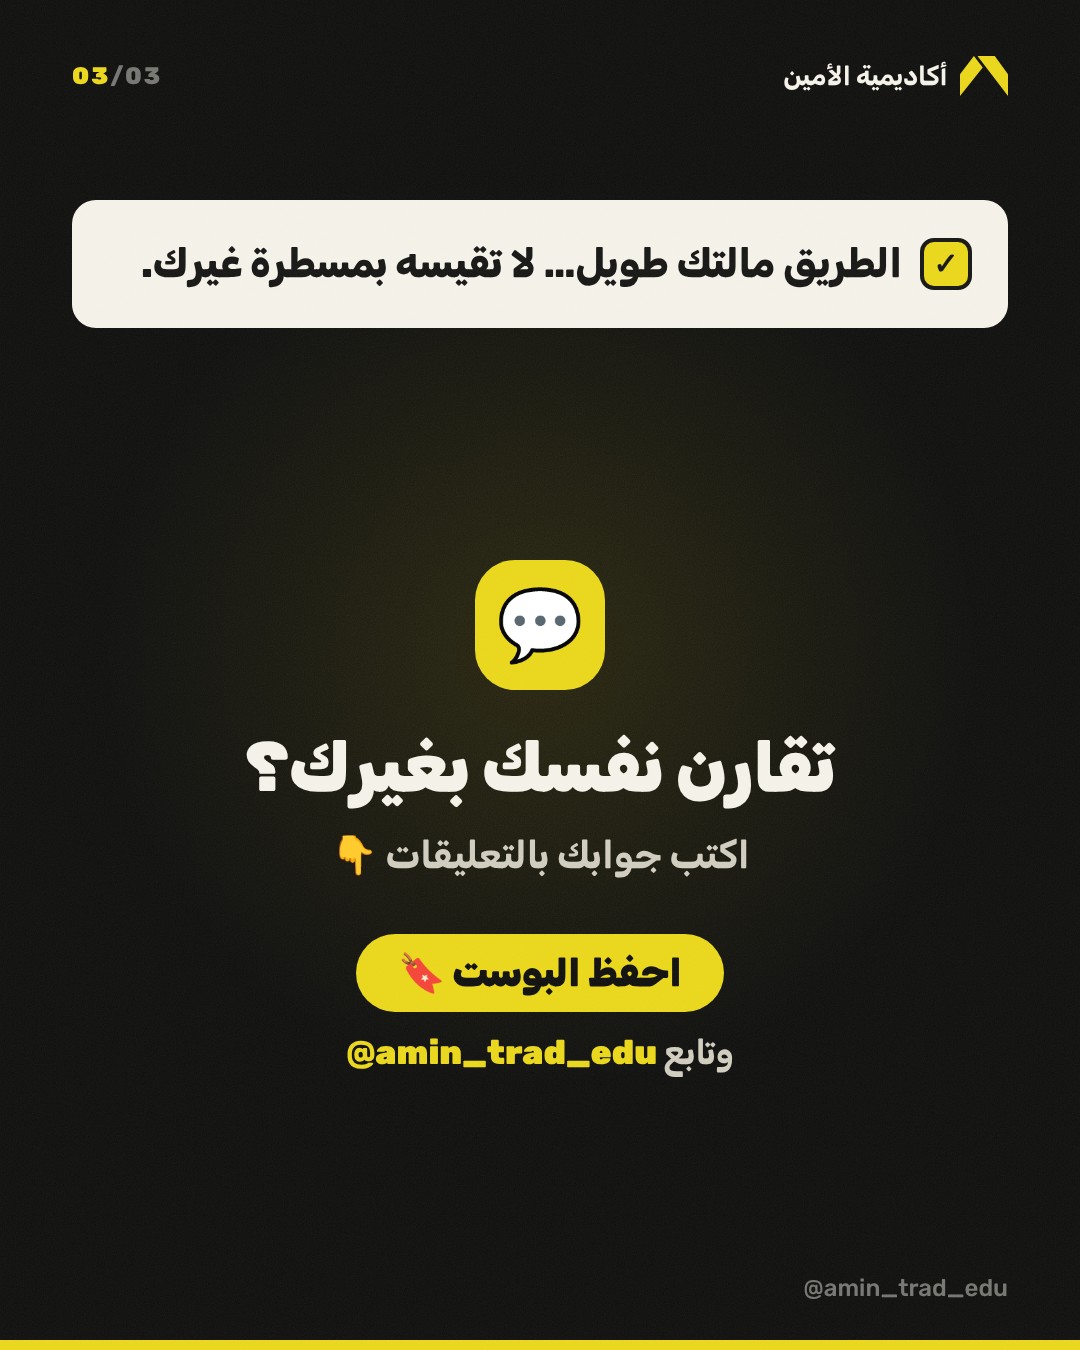 أكاديمية الأمين
03/03
الطريق مالتك طويل... لا تقيسه بمسطرة غيرك.
تقارن نفسك بغيرك؟
اكتب جوابك بالتعليقات 👇
احفظ البوست 🔖
وتابع @amin_trad_edu
@amin_trad_edu